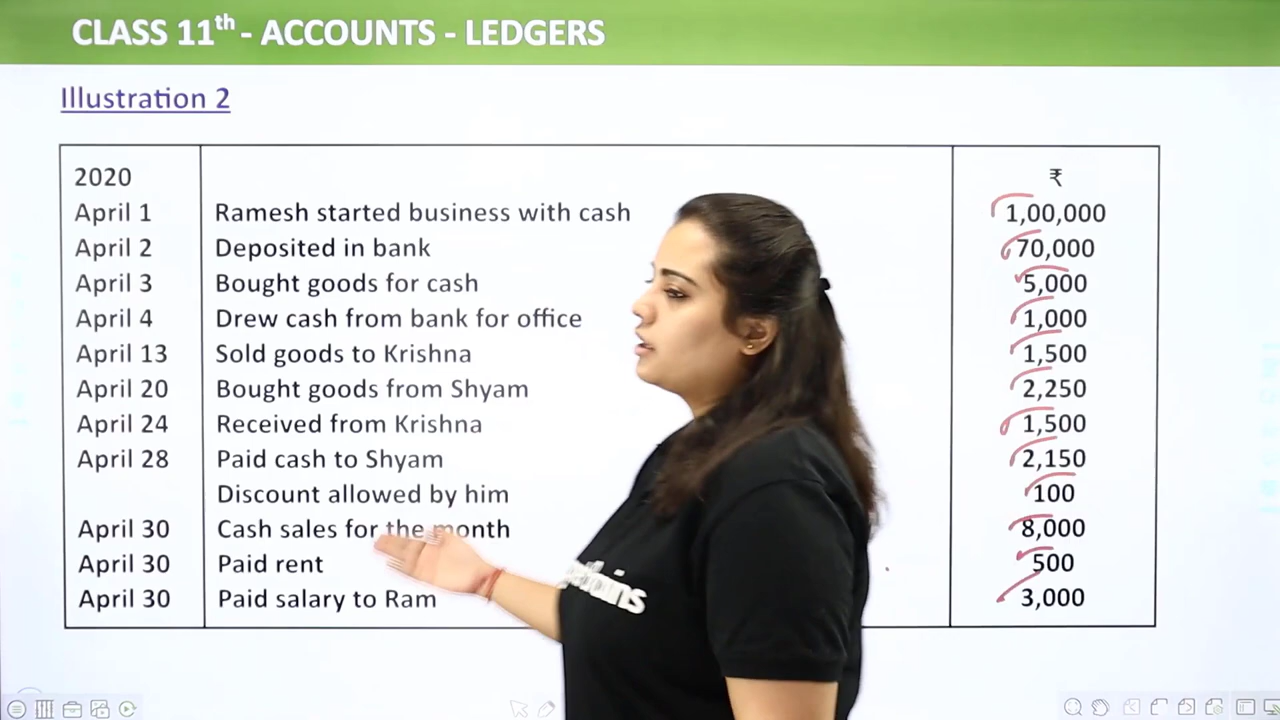 CLASS 11th - ACCOUNTS - LEDGERS
Illustration 2
2020 ₹
April 1 Ramesh started business with cash 1,00,000
April 2 Deposited in bank 70,000
April 3 Bought goods for cash 5,000
April 4 Drew cash from bank for office 1,000
April 13 Sold goods to Krishna 1,500
April 20 Bought goods from Shyam 2,250
April 24 Received from Krishna 1,500
April 28 Paid cash to Shyam 2,150
Discount allowed by him 100
April 30 Cash sales for the month 8,000
April 30 Paid rent 500
April 30 Paid salary to Ram 3,000